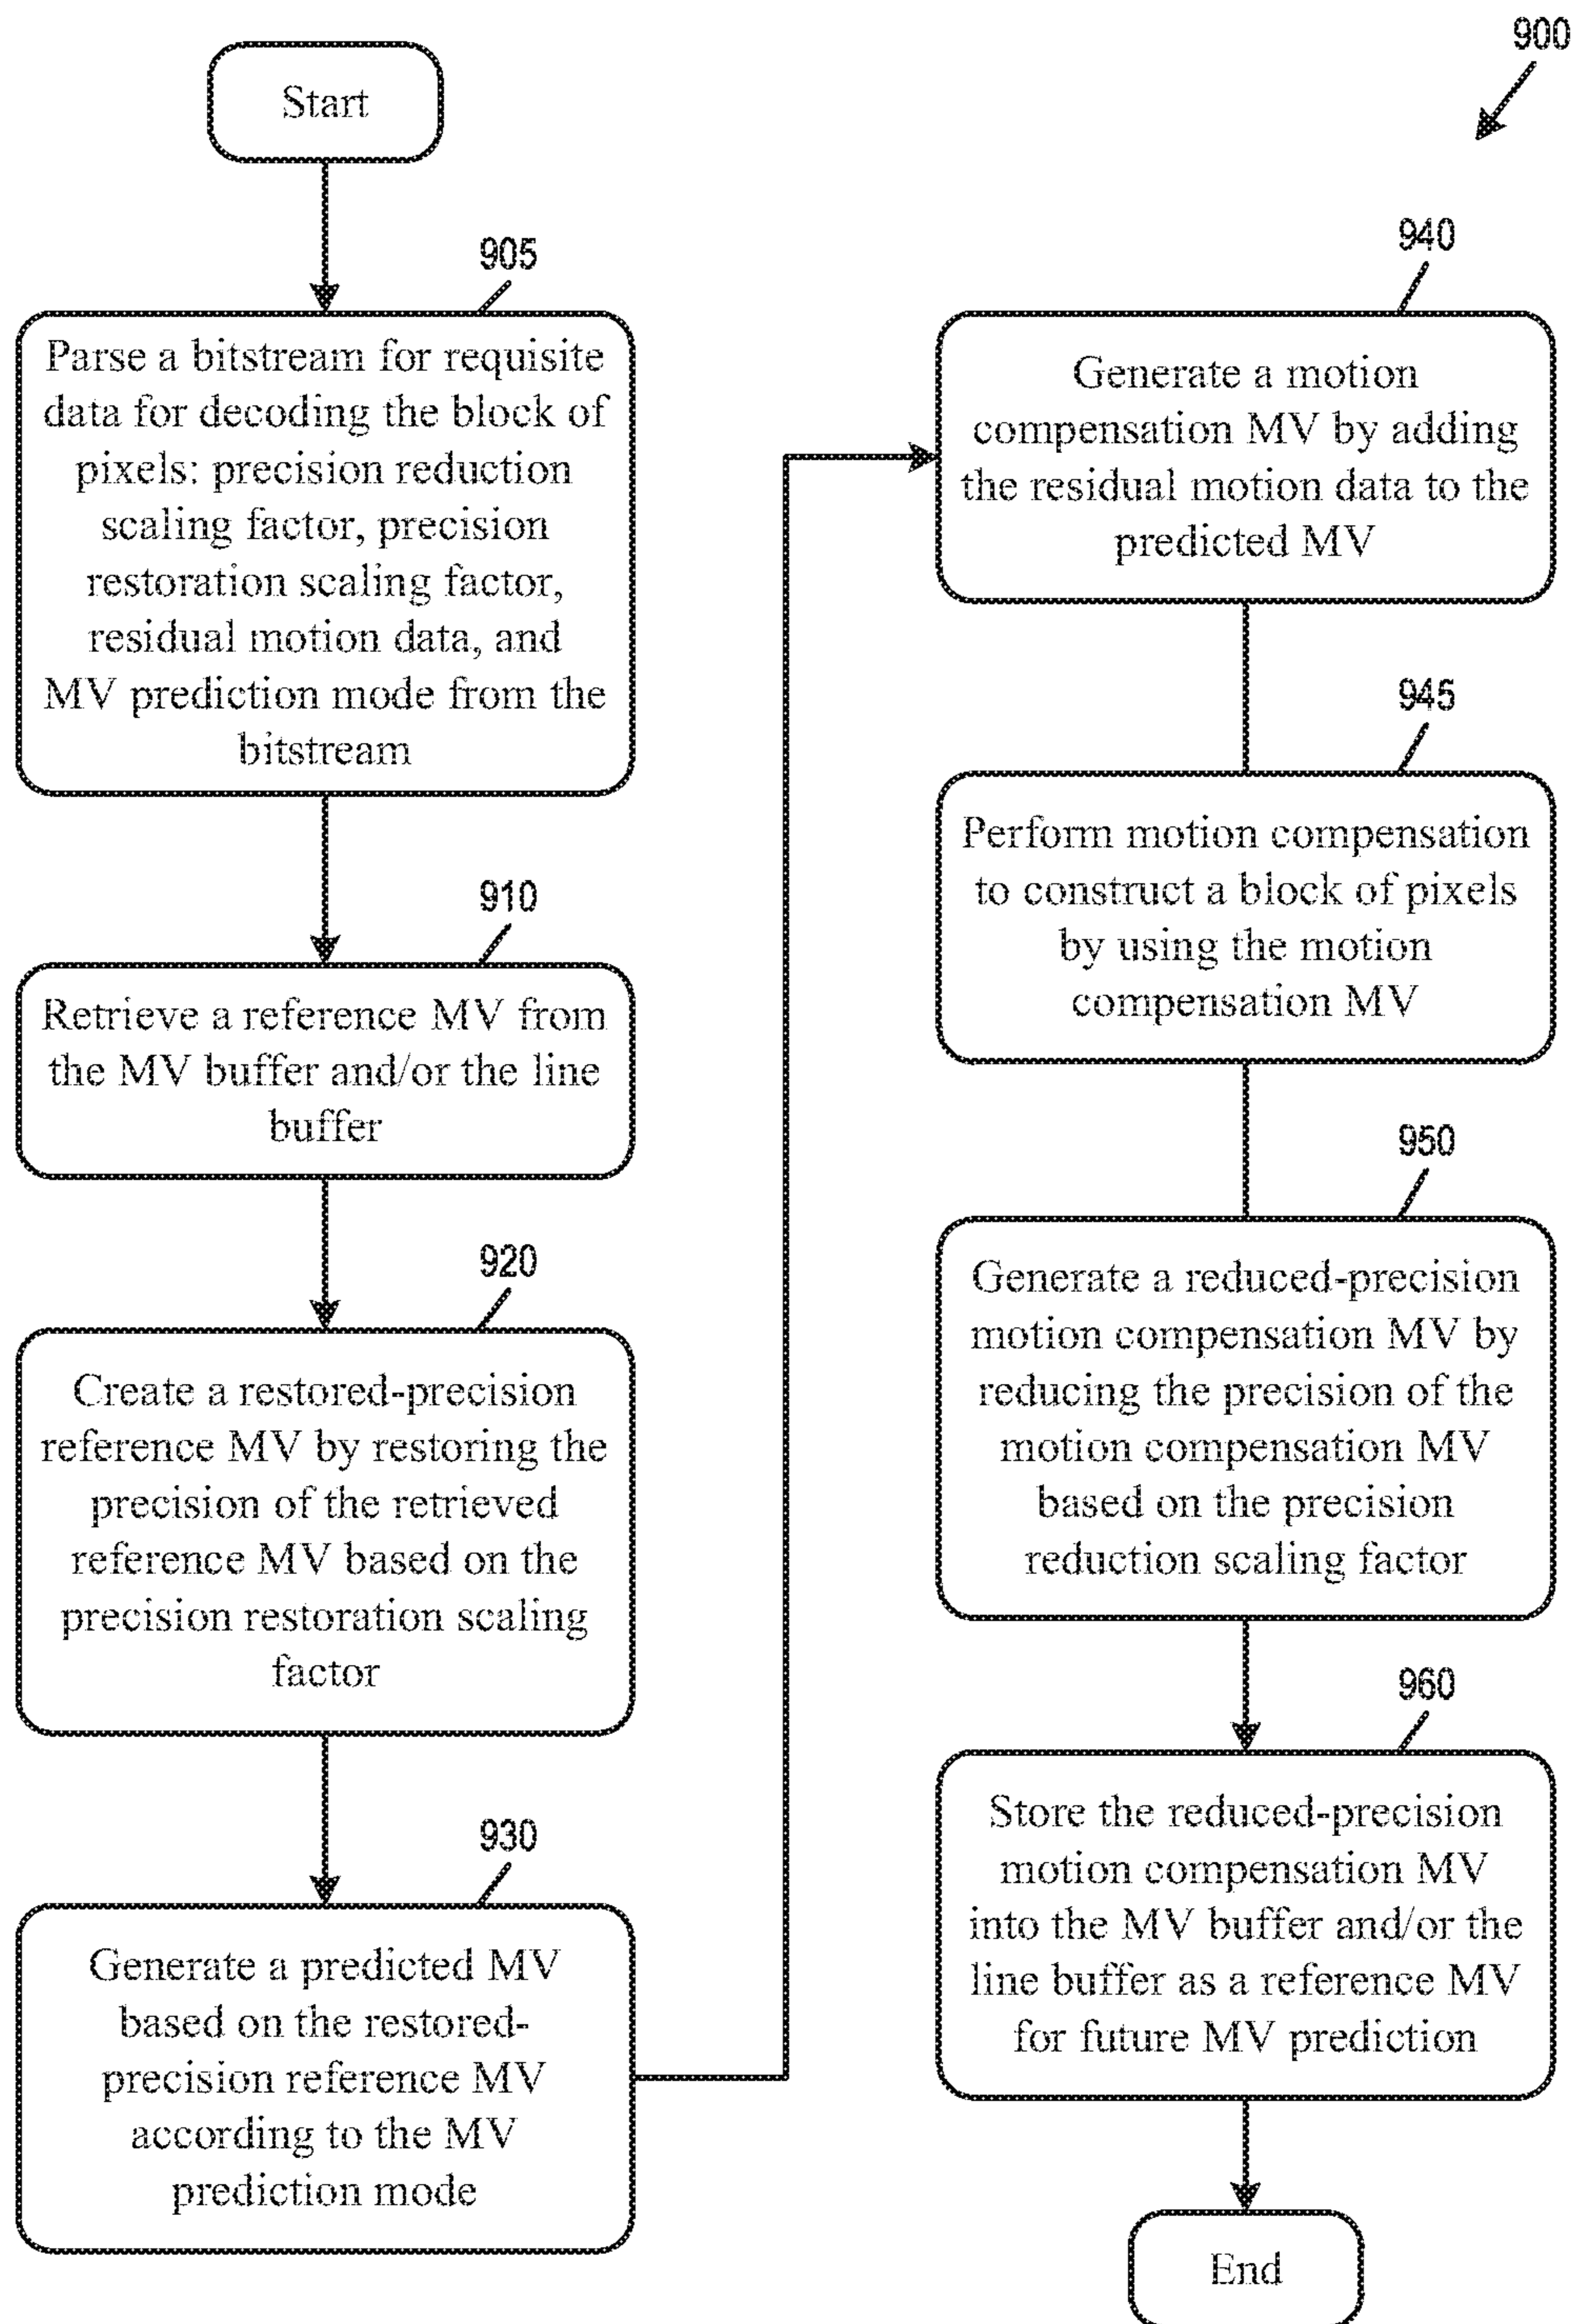 900
Start
905
Parse a bitstream for requisite
data for decoding the block of
pixels: precision reduction
scaling factor, precision
restoration scaling factor,
residual motion data, and
MV prediction mode from the
bitstream
910
Retrieve a reference MV from
the MV buffer and/or the line
buffer
920
Create a restored-precision
reference MV by restoring the
precision of the retrieved
reference MV based on the
precision restoration scaling
factor
930
Generate a predicted MV
based on the restored-
precision reference MV
according to the MV
prediction mode
940
Generate a motion
compensation MV by adding
the residual motion data to the
predicted MV
945
Perform motion compensation
to construct a block of pixels
by using the motion
compensation MV
950
Generate a reduced-precision
motion compensation MV by
reducing the precision of the
motion compensation MV
based on the precision
reduction scaling factor
960
Store the reduced-precision
motion compensation MV
into the MV buffer and/or the
line buffer as a reference MV
for future MV prediction
End